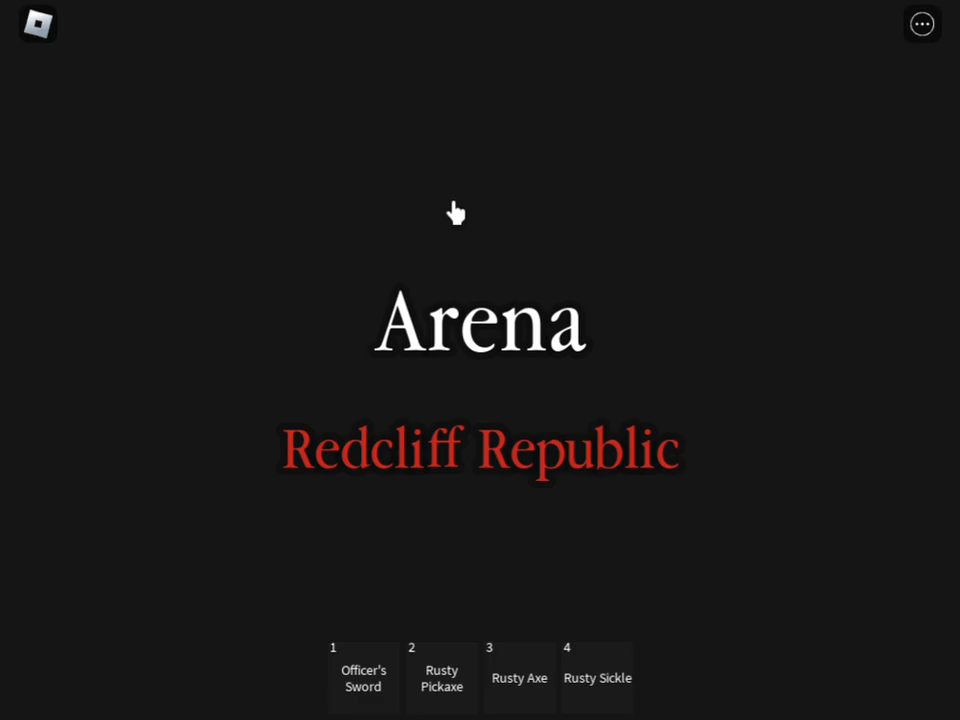 Arena
Redcliff Republic
1
2
3
4
Officer's
Sword
Rusty
Pickaxe
Rusty Axe
Rusty Sickle